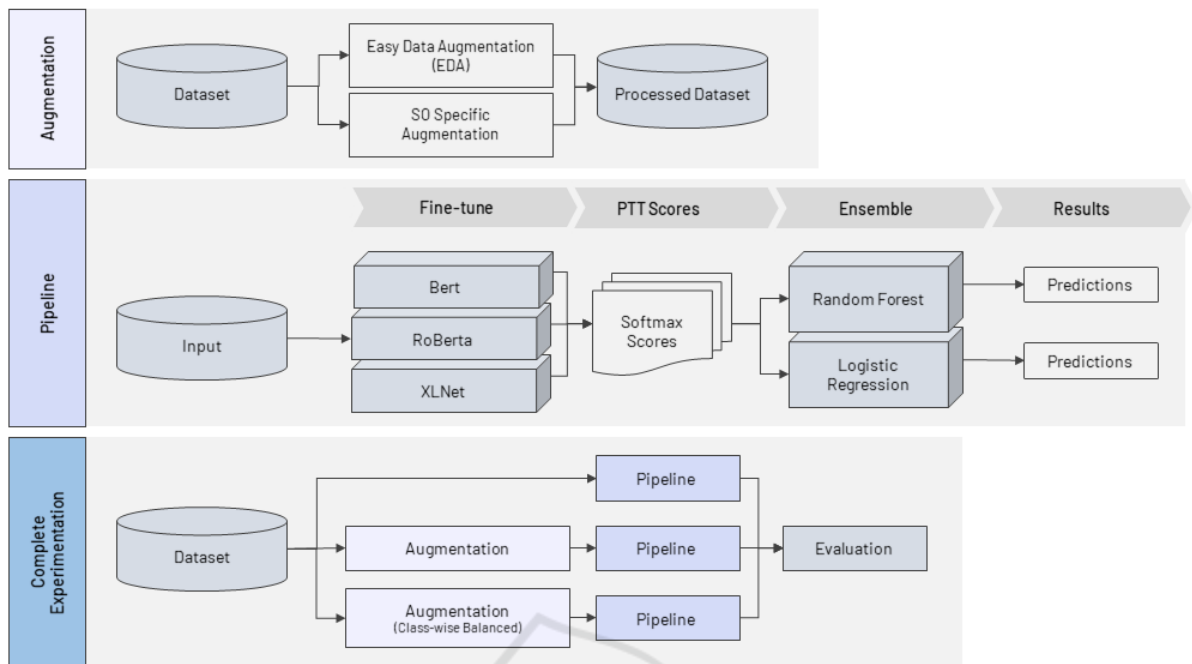 Augmentation
Dataset
Easy Data Augmentation
(EDA)
SO Specific
Augmentation
Processed Dataset
Pipeline
Fine-tune
PTT Scores
Ensemble
Results
Input
Bert
RoBerta
XLNet
Softmax
Scores
Random Forest
Logistic
Regression
Predictions
Predictions
Complete
Experimentation
Dataset
Pipeline
Augmentation
Pipeline
Evaluation
Augmentation
(Class-wise Balanced)
Pipeline